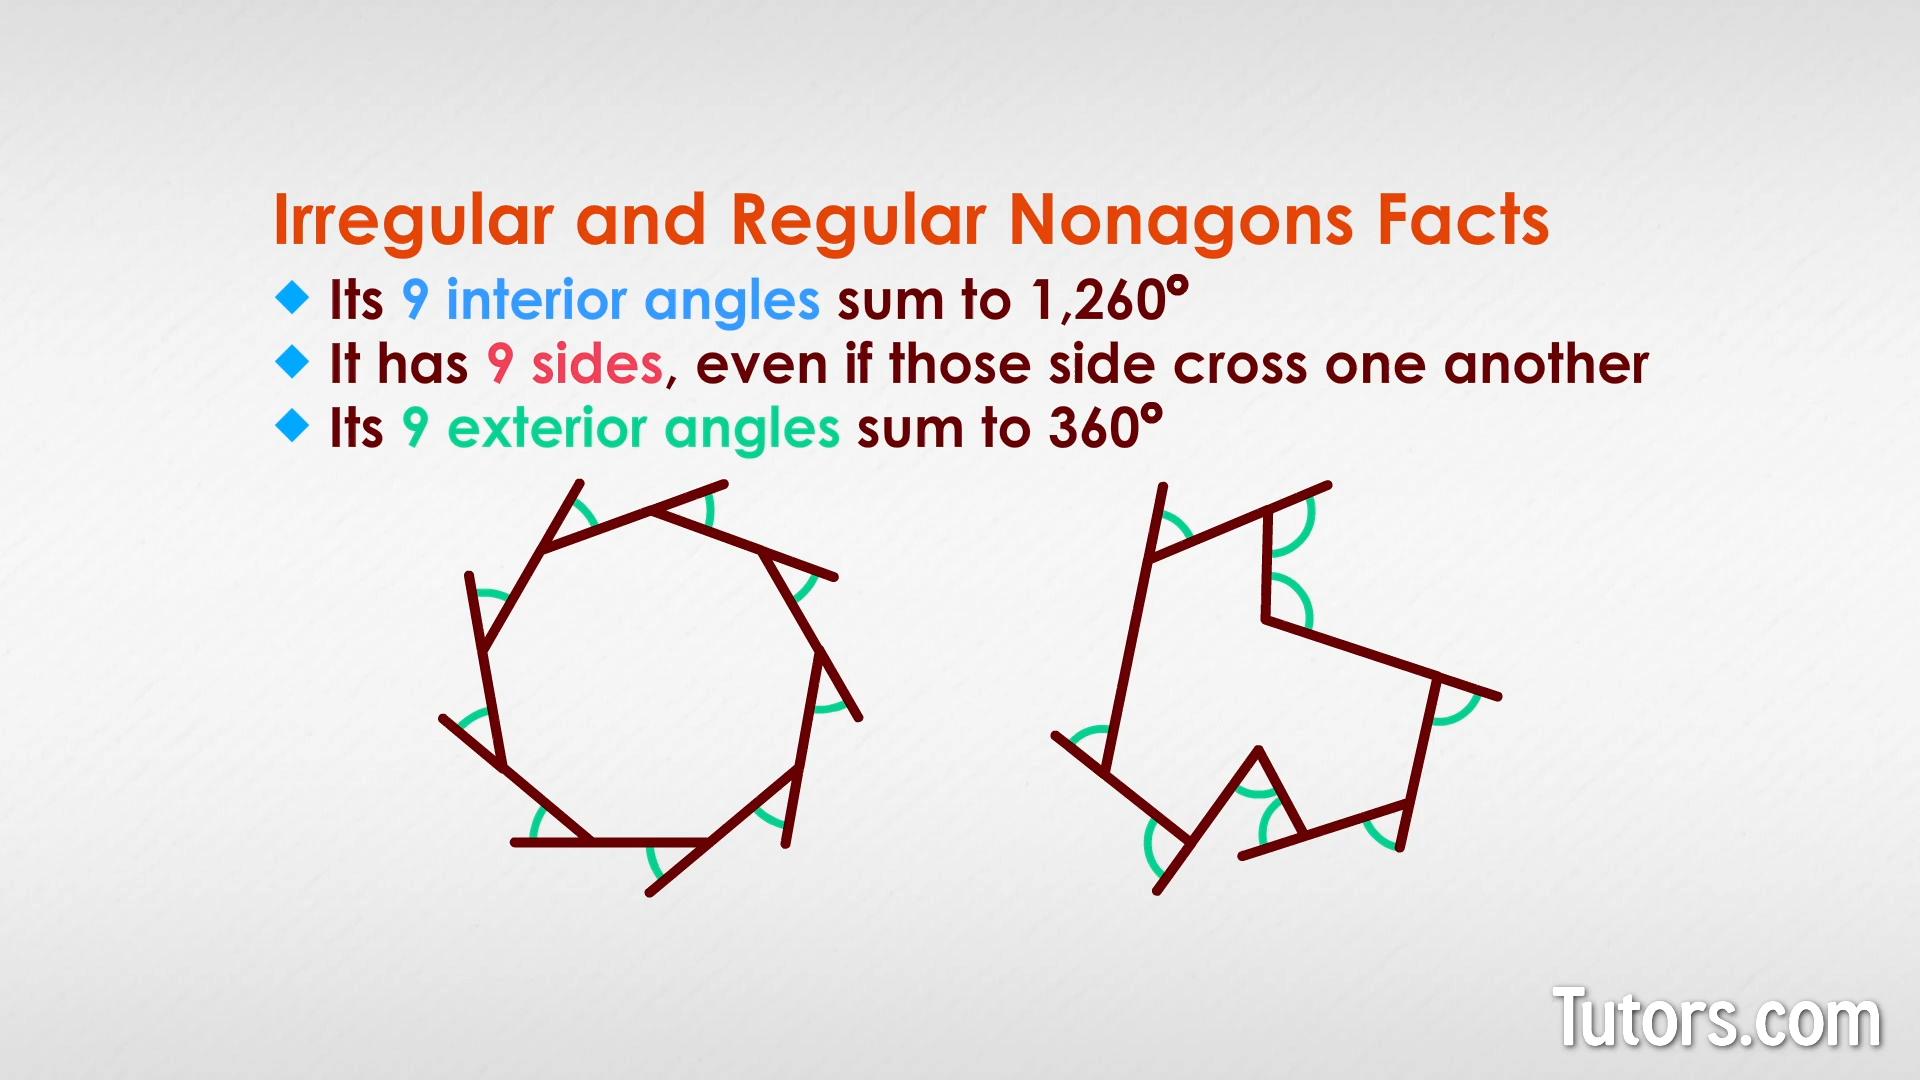 Irregular and Regular Nonagons Facts
Its 9 interior angles sum to 1,260°
It has 9 sides, even if those side cross one another
Its 9 exterior angles sum to 360°
Tutors.com